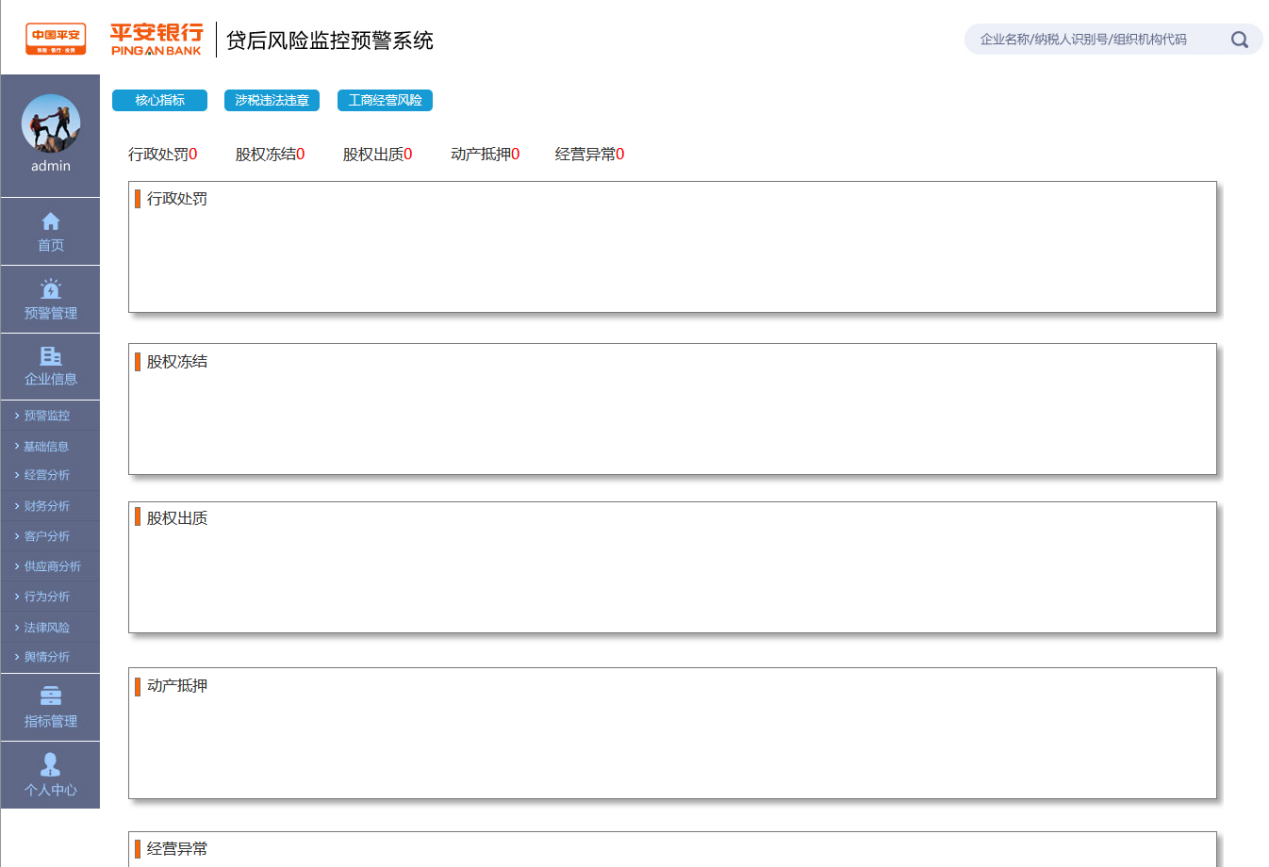 中国平安
保险·银行·投资
平安银行
PING AN BANK
贷后风险监控预警系统
企业名称/纳税人识别号/组织机构代码
admin
首页
预警管理
企业信息
预警监控
基础信息
经营分析
财务分析
客户分析
供应商分析
行为分析
法律风险
舆情分析
指标管理
个人中心
核心指标 涉税违法违章 工商经营风险
行政处罚0 股权冻结0 股权出质0 动产抵押0 经营异常0
行政处罚
股权冻结
股权出质
动产抵押
经营异常